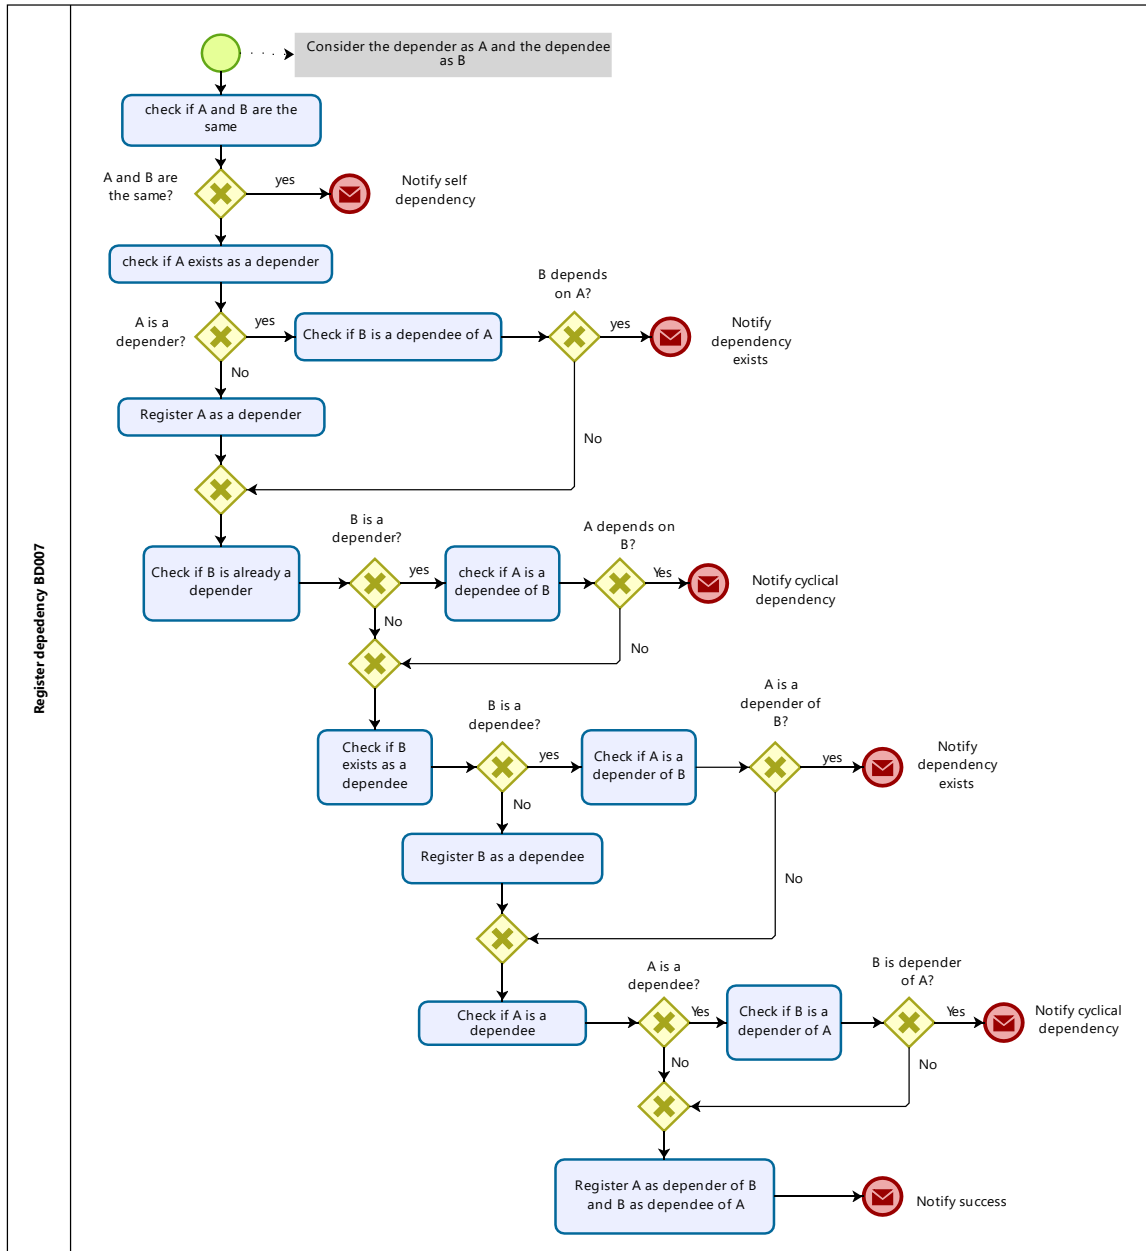 Register depedency BD007
Consider the depender as A and the dependee
as B
check if A and B are the
same
A and B are
the same?
yes
Notify self
dependency
check if A exists as a depender
A is a
depender?
yes
Check if B is a dependee of A
B depends
on A?
yes
Notify
dependency
exists
No
Register A as a depender
No
Check if B is already a
depender
B is a
depender?
yes
check if A is a
dependee of B
A depends on
B?
Yes
Notify cyclical
dependency
No
No
Check if B
exists as a
dependee
B is a
dependee?
yes
Check if A is a
depender of B
A is a
depender of
B?
yes
Notify
dependency
exists
No
Register B as a dependee
No
Check if A is a
dependee
A is a
dependee?
Yes
Check if B is a
depender of A
B is depender
of A?
Yes
Notify cyclical
dependency
No
No
Register A as depender of B
and B as dependee of A
Notify success